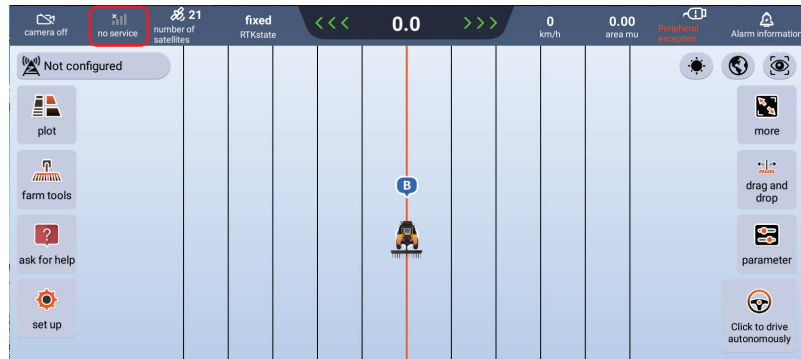 camera off
no service
21
number of
satellites
fixed
RTKstate
<<<
0.0
>>>
0
km/h
0.00
area mu
Peripheral
exception
Alarm information
Not configured
plot
farm tools
?
ask for help
set up
B
more
drag and
drop
parameter
Click to drive
autonomously